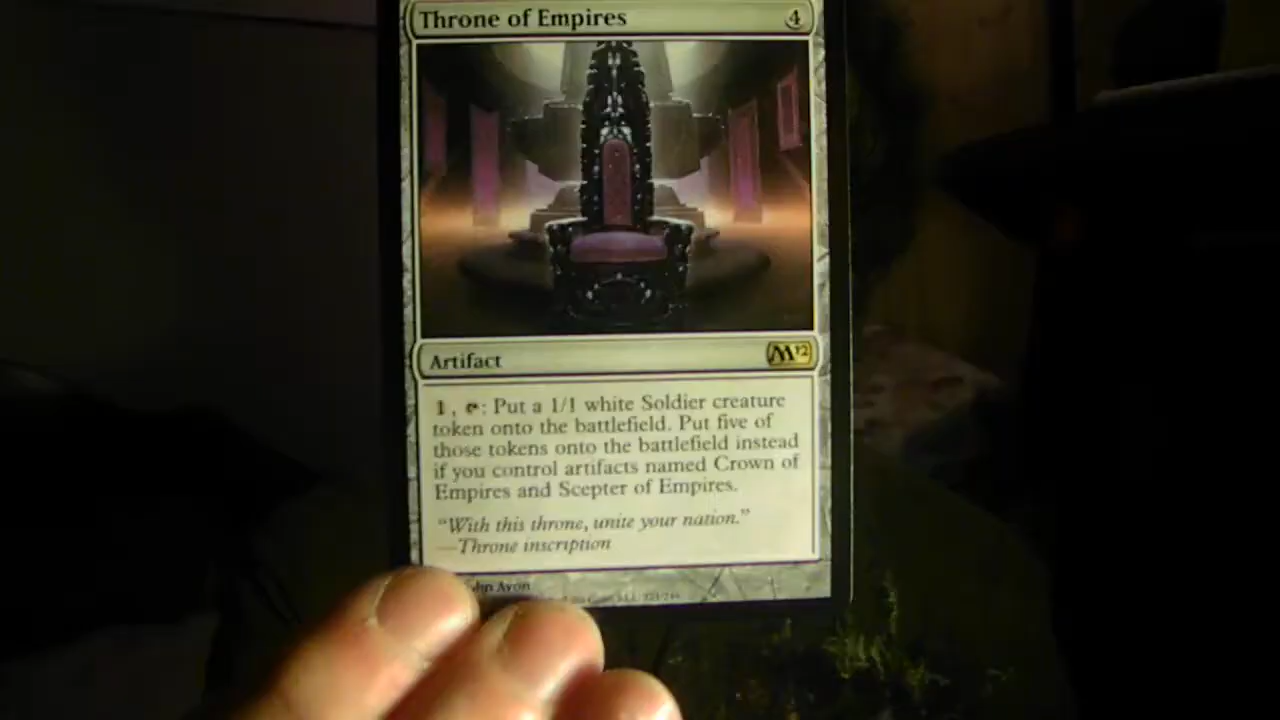 Throne of Empires 4
Artifact M12
1, : Put a 1/1 white Soldier creature
token onto the battlefield. Put five of
those tokens onto the battlefield instead
if you control artifacts named Crown of
Empires and Scepter of Empires.
“With this throne, unite your nation.”
—Throne inscription
Avon